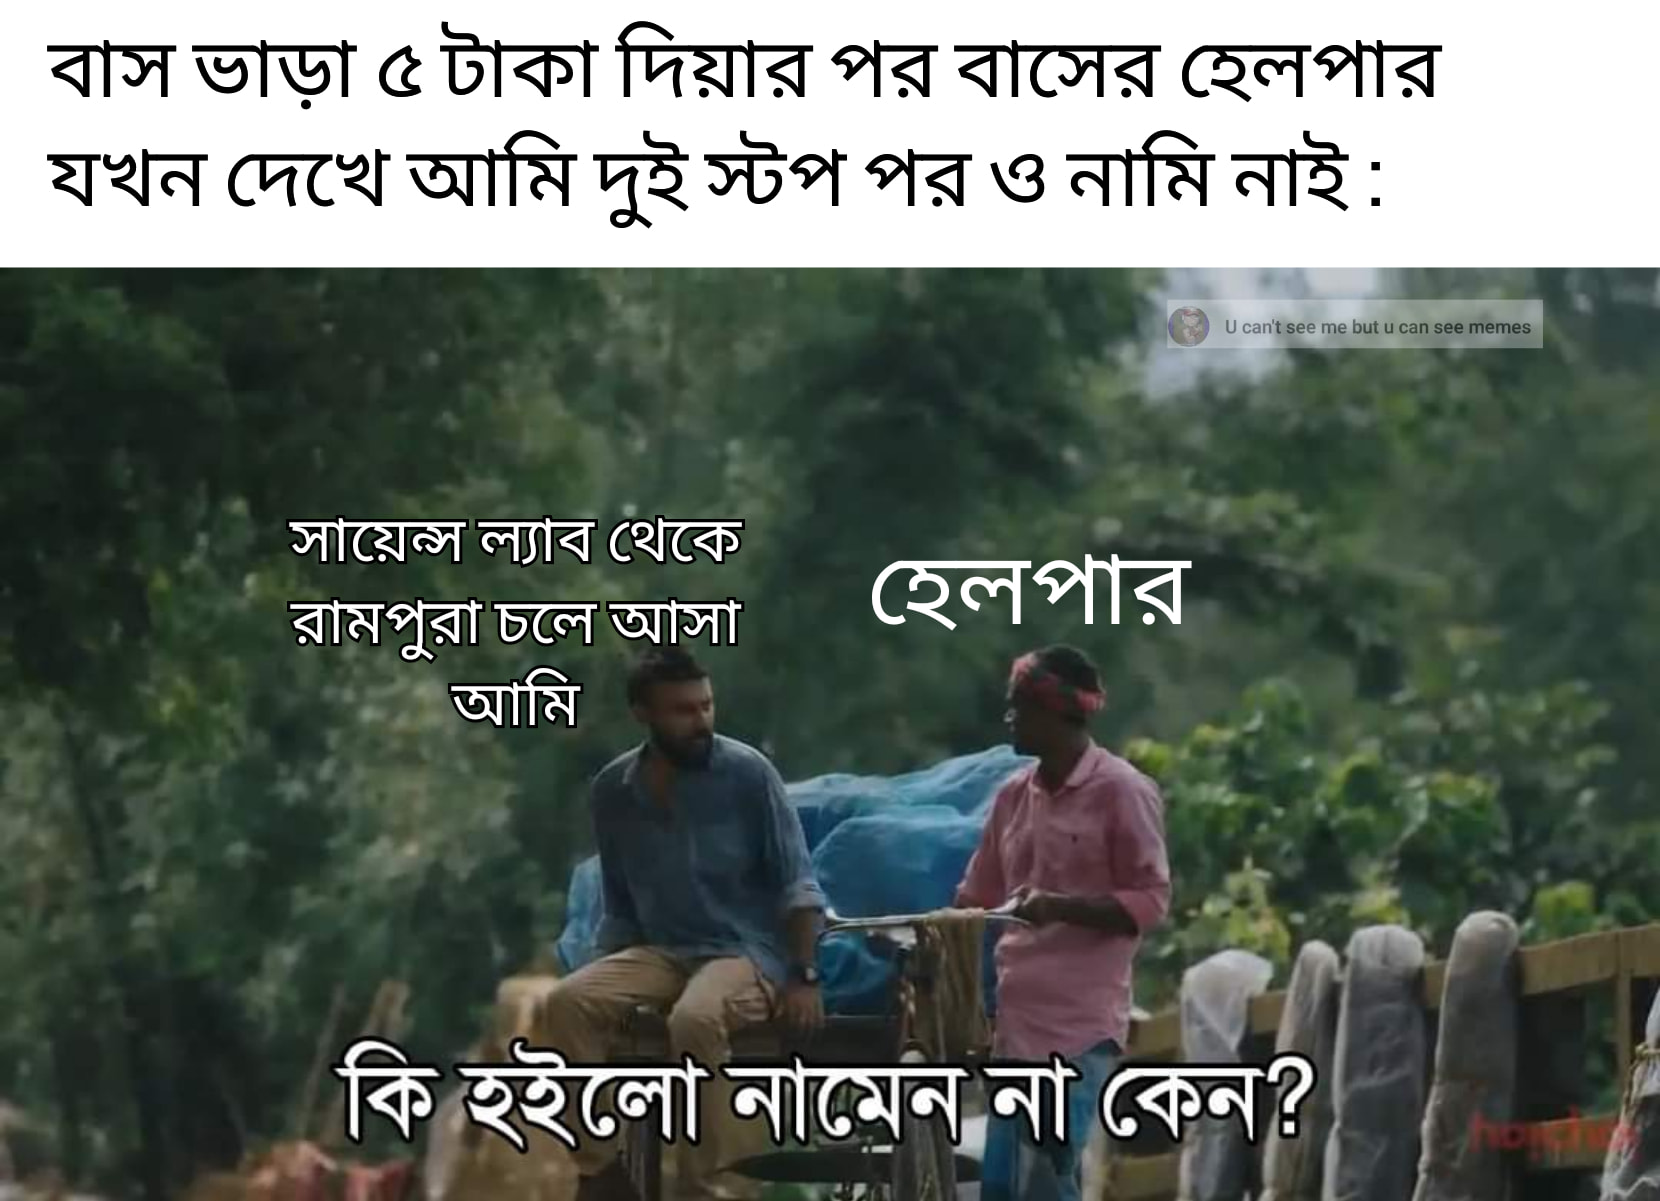 বাস ভাড়া ৫ টাকা দিয়ার পর বাসের হেলপার
যখন দেখে আমি দুই স্টপ পর ও নামি নাই :
U can't see me but u can see memes
সায়েন্স ল্যাব থেকে
রামপুরা চলে আসা
আমি
হেলপার
কি হইলো নামেন না কেন?
hoichoi